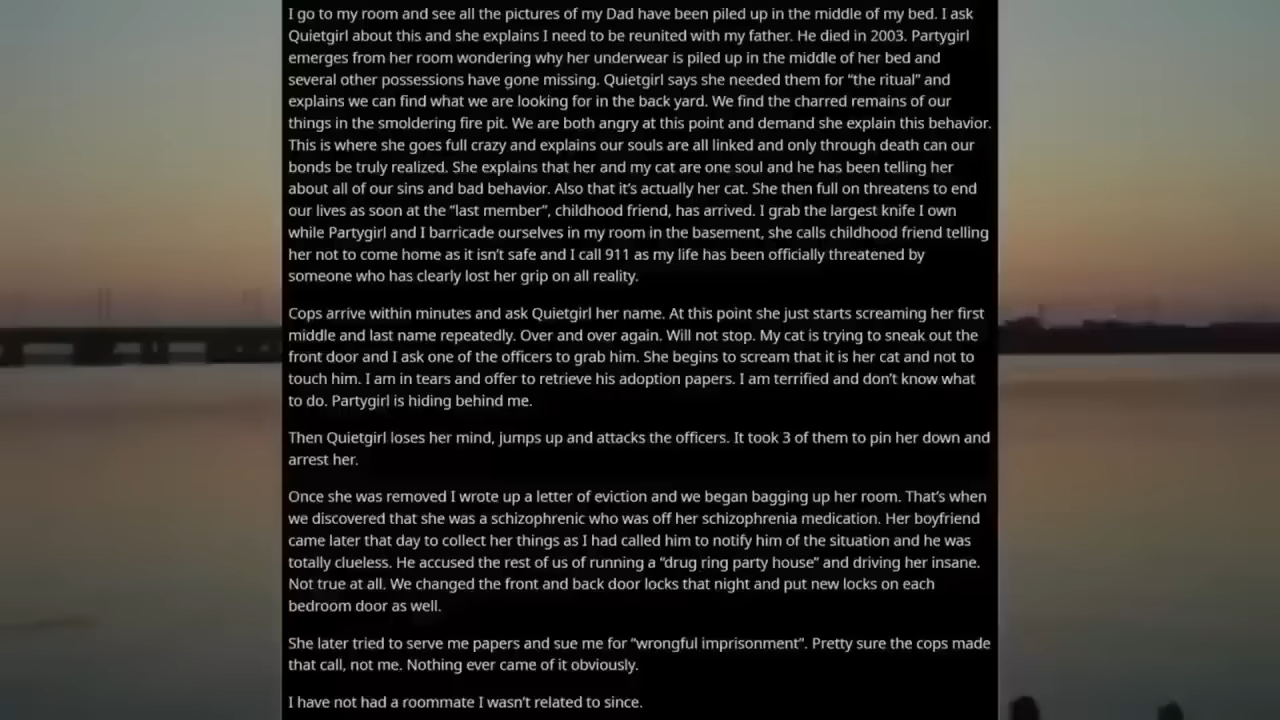 I go to my room and see all the pictures of my Dad have been piled up in the middle of my bed. I ask
Quietgirl about this and she explains I need to be reunited with my father. He died in 2003. Partygirl
emerges from her room wondering why her underwear is piled up in the middle of her bed and
several other possessions have gone missing. Quietgirl says she needed them for “the ritual” and
explains we can find what we are looking for in the back yard. We find the charred remains of our
things in the smoldering fire pit. We are both angry at this point and demand she explain this behavior.
This is where she goes full crazy and explains our souls are all linked and only through death can our
bonds be truly realized. She explains that her and my cat are one soul and he has been telling her
about all of our sins and bad behavior. Also that it’s actually her cat. She then full on threatens to end
our lives as soon at the “last member”, childhood friend, has arrived. I grab the largest knife I own
while Partygirl and I barricade ourselves in my room in the basement, she calls childhood friend telling
her not to come home as it isn’t safe and I call 911 as my life has been officially threatened by
someone who has clearly lost her grip on all reality.
Cops arrive within minutes and ask Quietgirl her name. At this point she just starts screaming her first
middle and last name repeatedly. Over and over again. Will not stop. My cat is trying to sneak out the
front door and I ask one of the officers to grab him. She begins to scream that it is her cat and not to
touch him. I am in tears and offer to retrieve his adoption papers. I am terrified and don’t know what
to do. Partygirl is hiding behind me.
Then Quietgirl loses her mind, jumps up and attacks the officers. It took 3 of them to pin her down and
arrest her.
Once she was removed I wrote up a letter of eviction and we began bagging up her room. That’s when
we discovered that she was a schizophrenic who was off her schizophrenia medication. Her boyfriend
came later that day to collect her things as I had called him to notify him of the situation and he was
totally clueless. He accused the rest of us of running a “drug ring party house” and driving her insane.
Not true at all. We changed the front and back door locks that night and put new locks on each
bedroom door as well.
She later tried to serve me papers and sue me for “wrongful imprisonment”. Pretty sure the cops made
that call, not me. Nothing ever came of it obviously.
I have not had a roommate I wasn’t related to since.